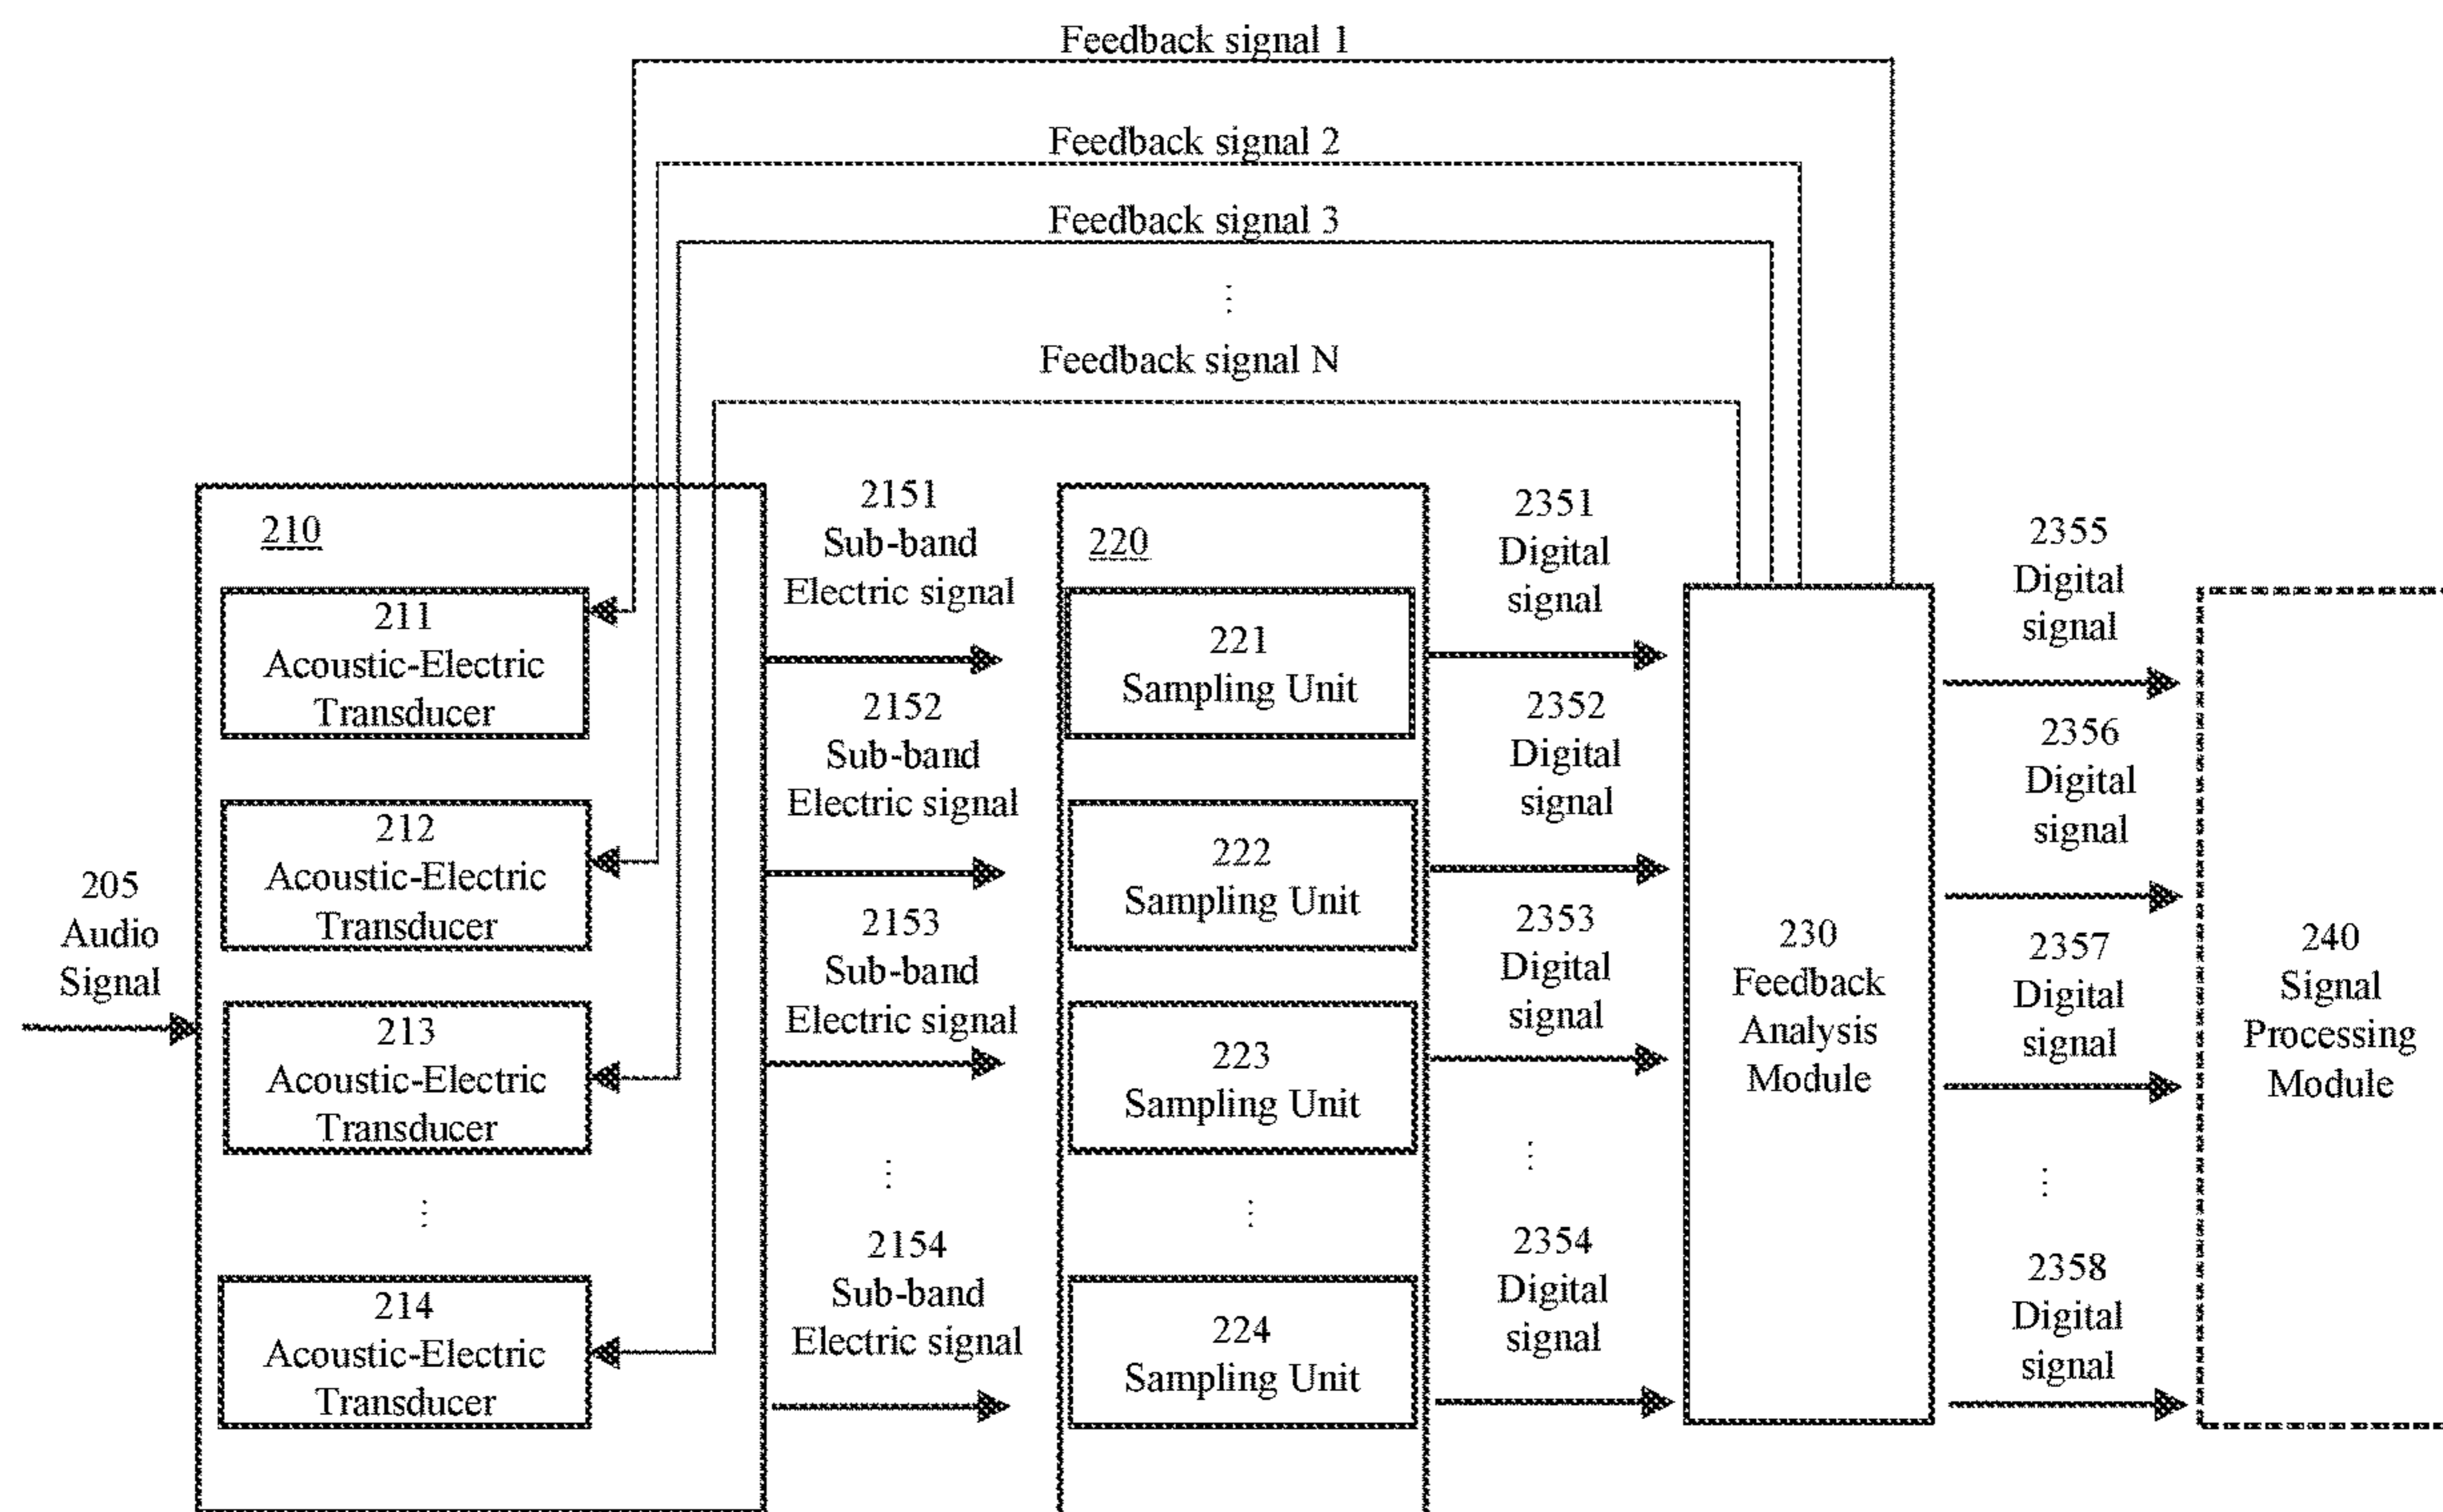 Feedback signal 1
Feedback signal 2
Feedback signal 3
⋮
Feedback signal N
205
Audio
Signal
210
211
Acoustic-Electric
Transducer
212
Acoustic-Electric
Transducer
213
Acoustic-Electric
Transducer
⋮
214
Acoustic-Electric
Transducer
2151
Sub-band
Electric signal
2152
Sub-band
Electric signal
2153
Sub-band
Electric signal
⋮
2154
Sub-band
Electric signal
220
221
Sampling Unit
222
Sampling Unit
223
Sampling Unit
⋮
224
Sampling Unit
2351
Digital
signal
2352
Digital
signal
2353
Digital
signal
⋮
2354
Digital
signal
230
Feedback
Analysis
Module
2355
Digital
signal
2356
Digital
signal
2357
Digital
signal
⋮
2358
Digital
signal
240
Signal
Processing
Module